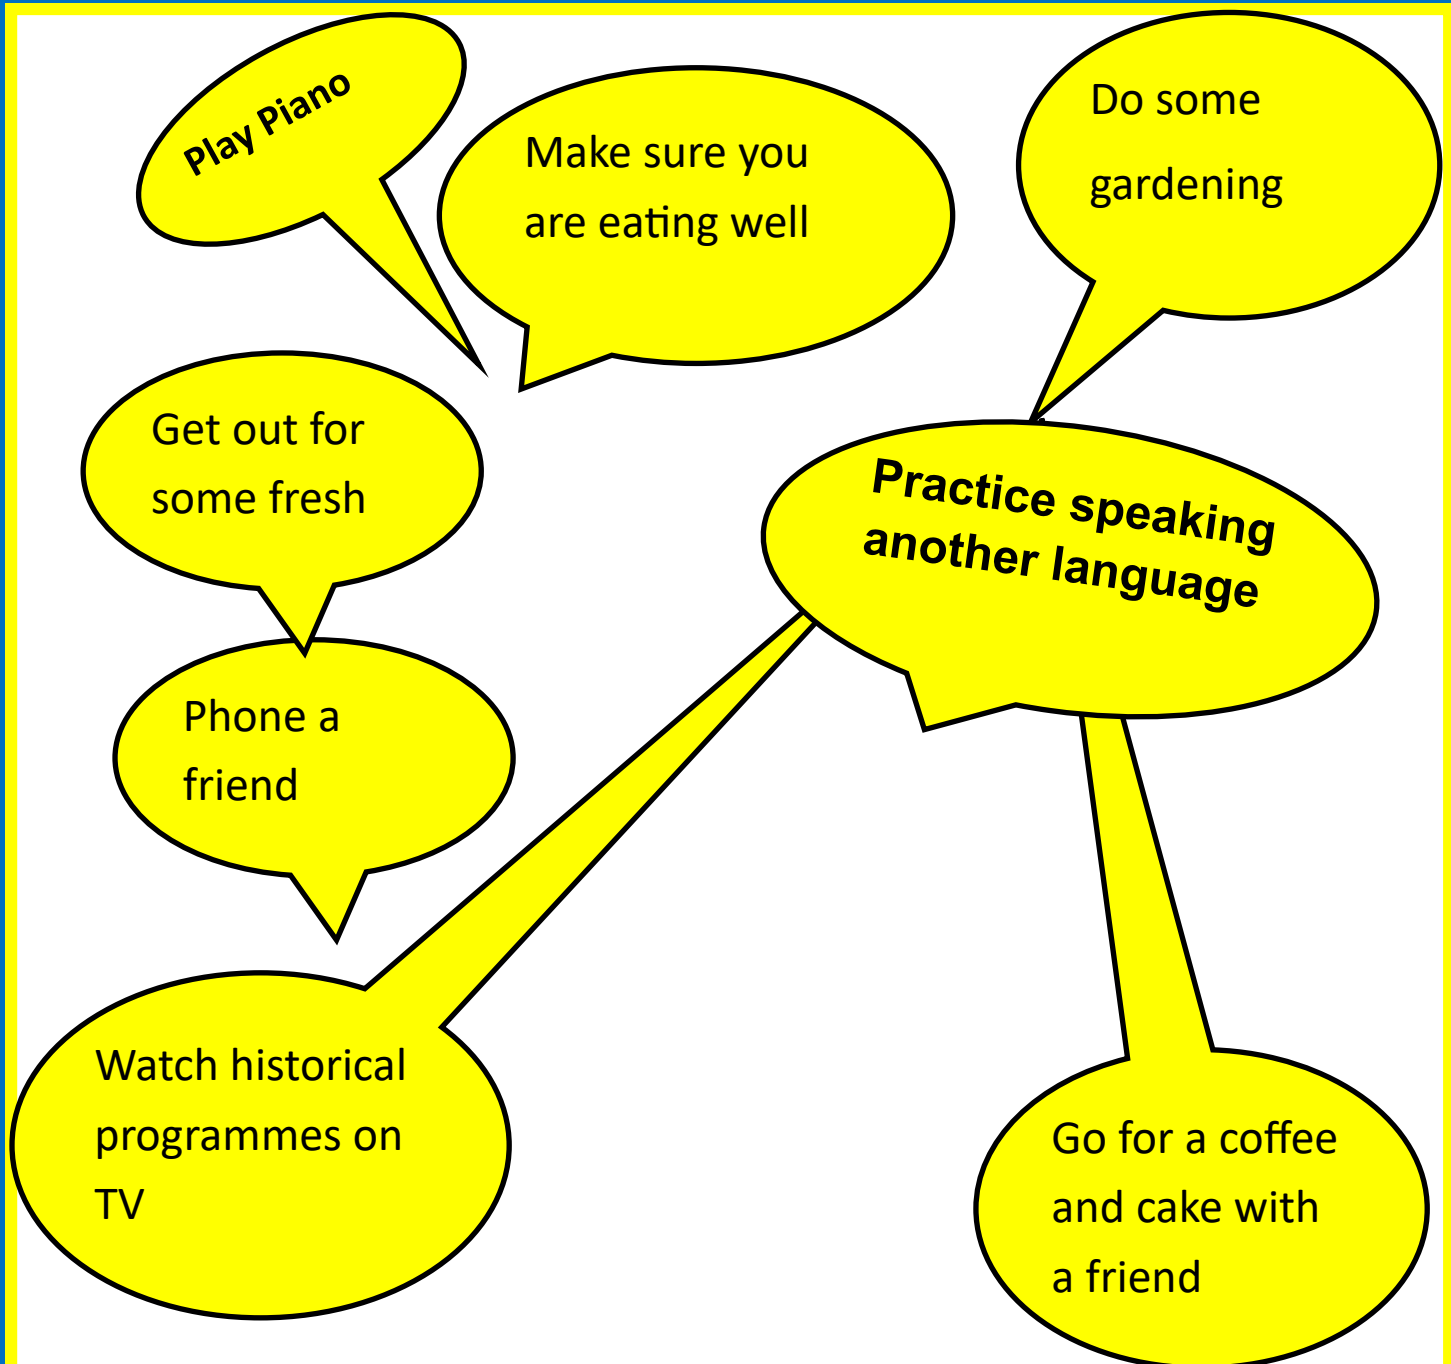 Play Piano
Make sure you
are eating well
Do some
gardening
Get out for
some fresh
Practice speaking
another language
Phone a
friend
Watch historical
programmes on
TV
Go for a coffee
and cake with
a friend